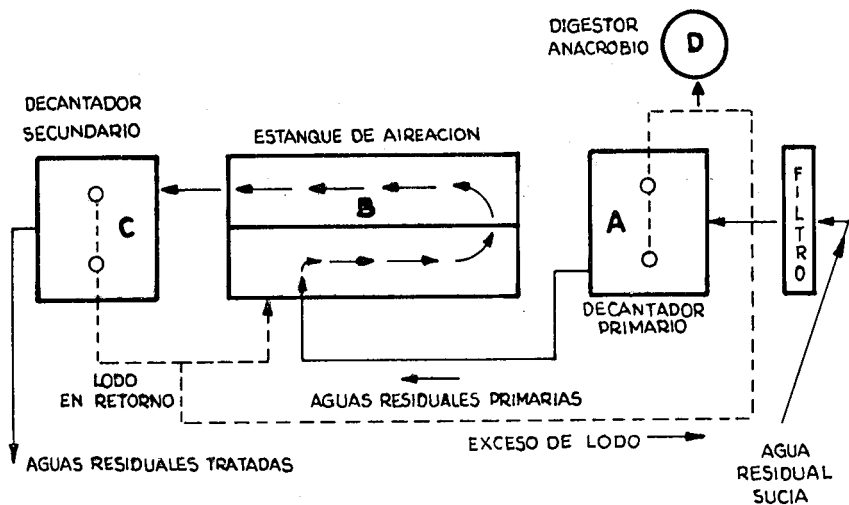 DIGESTOR
ANACROBIO
D
DECANTADOR
SECUNDARIO
ESTANQUE DE AIREACION
C
B
A
FILTRO
DECANTADOR
PRIMARIO
LODO
EN RETORNO
AGUAS RESIDUALES PRIMARIAS
EXCESO DE LODO
AGUA
RESIDUAL
SUCIA
AGUAS RESIDUALES TRATADAS